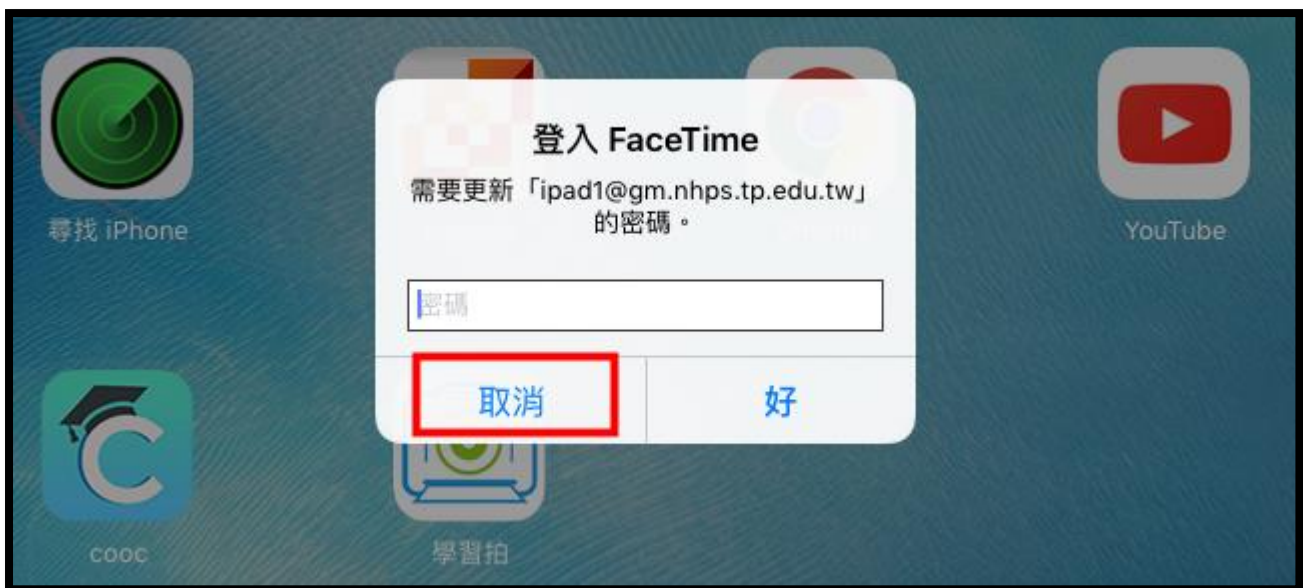 登入 FaceTime
需要更新「ipad1@gm.nhps.tp.edu.tw」
的密碼。
密碼
取消
好
尋找 iPhone
YouTube
cooc
學習拍